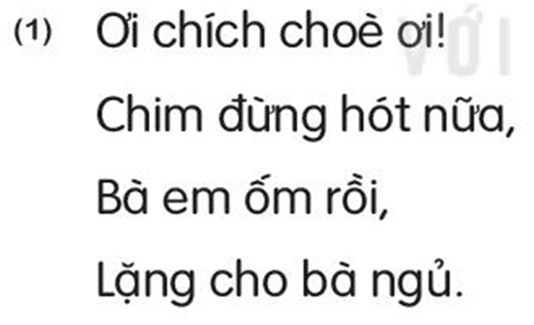 (1) Ơi chích choè ơi!
Chim đừng hót nữa,
Bà em ốm rồi,
Lặng cho bà ngủ.